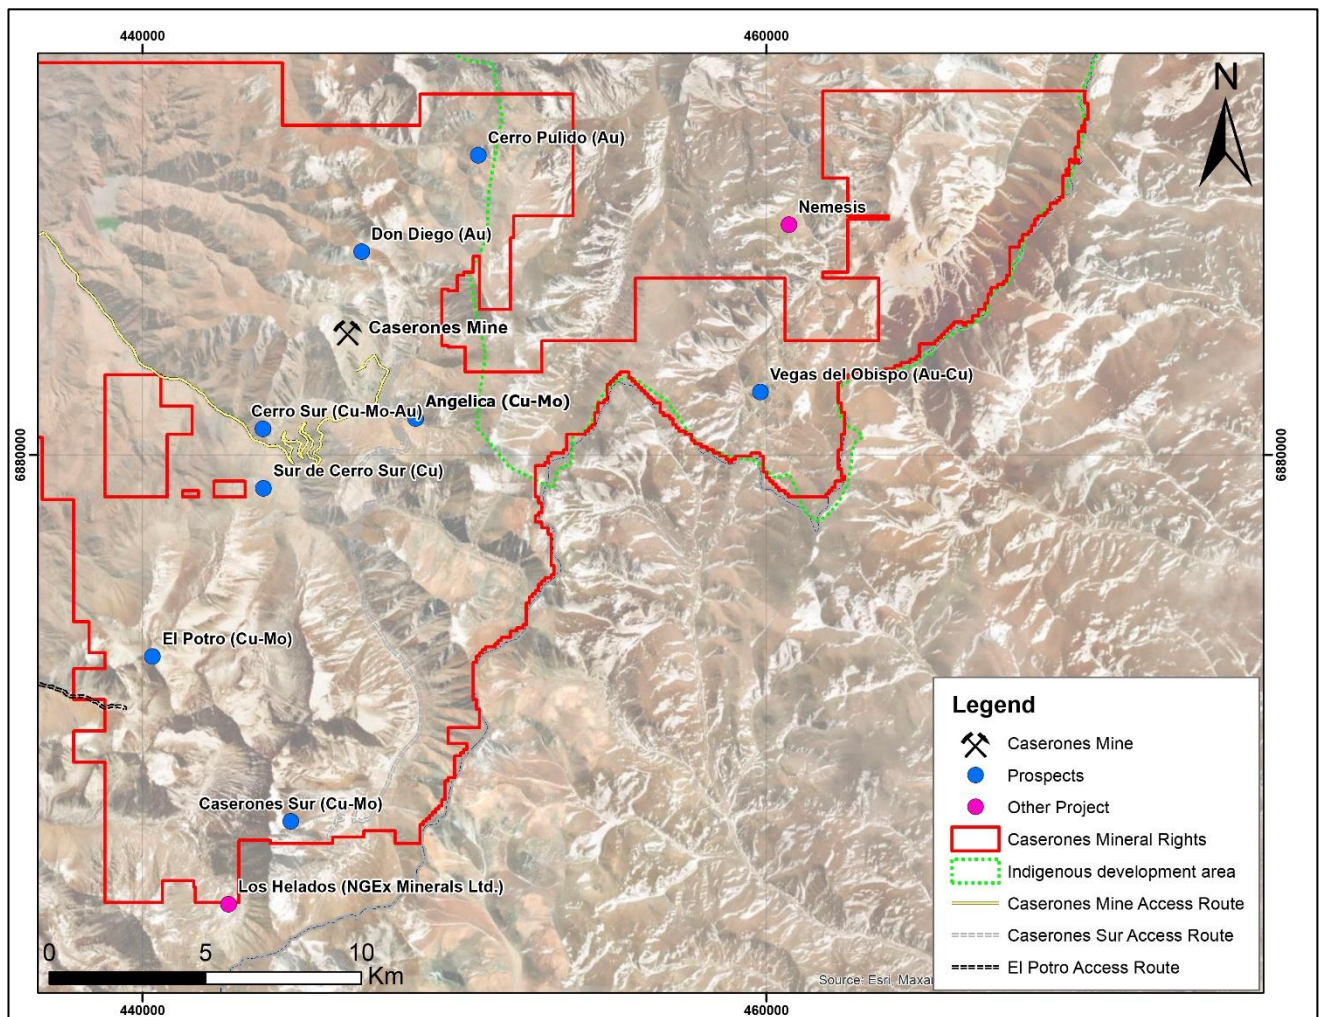 440000
460000
N
Cerro Pulido (Au)
Nemesis
Don Diego (Au)
Caserones Mine
Vegas del Obispo (Au-Cu)
Angelica (Cu-Mo)
Cerro Sur (Cu-Mo-Au)
6880000
6880000
Sur de Cerro Sur (Cu)
El Potro (Cu-Mo)
Caserones Sur (Cu-Mo)
Los Helados (NGEx Minerals Ltd.)
0 5 10
Km
Legend
Caserones Mine
Prospects
Other Project
Caserones Mineral Rights
Indigenous development area
Caserones Mine Access Route
Caserones Sur Access Route
El Potro Access Route
Source: Esri, Maxar
440000
460000